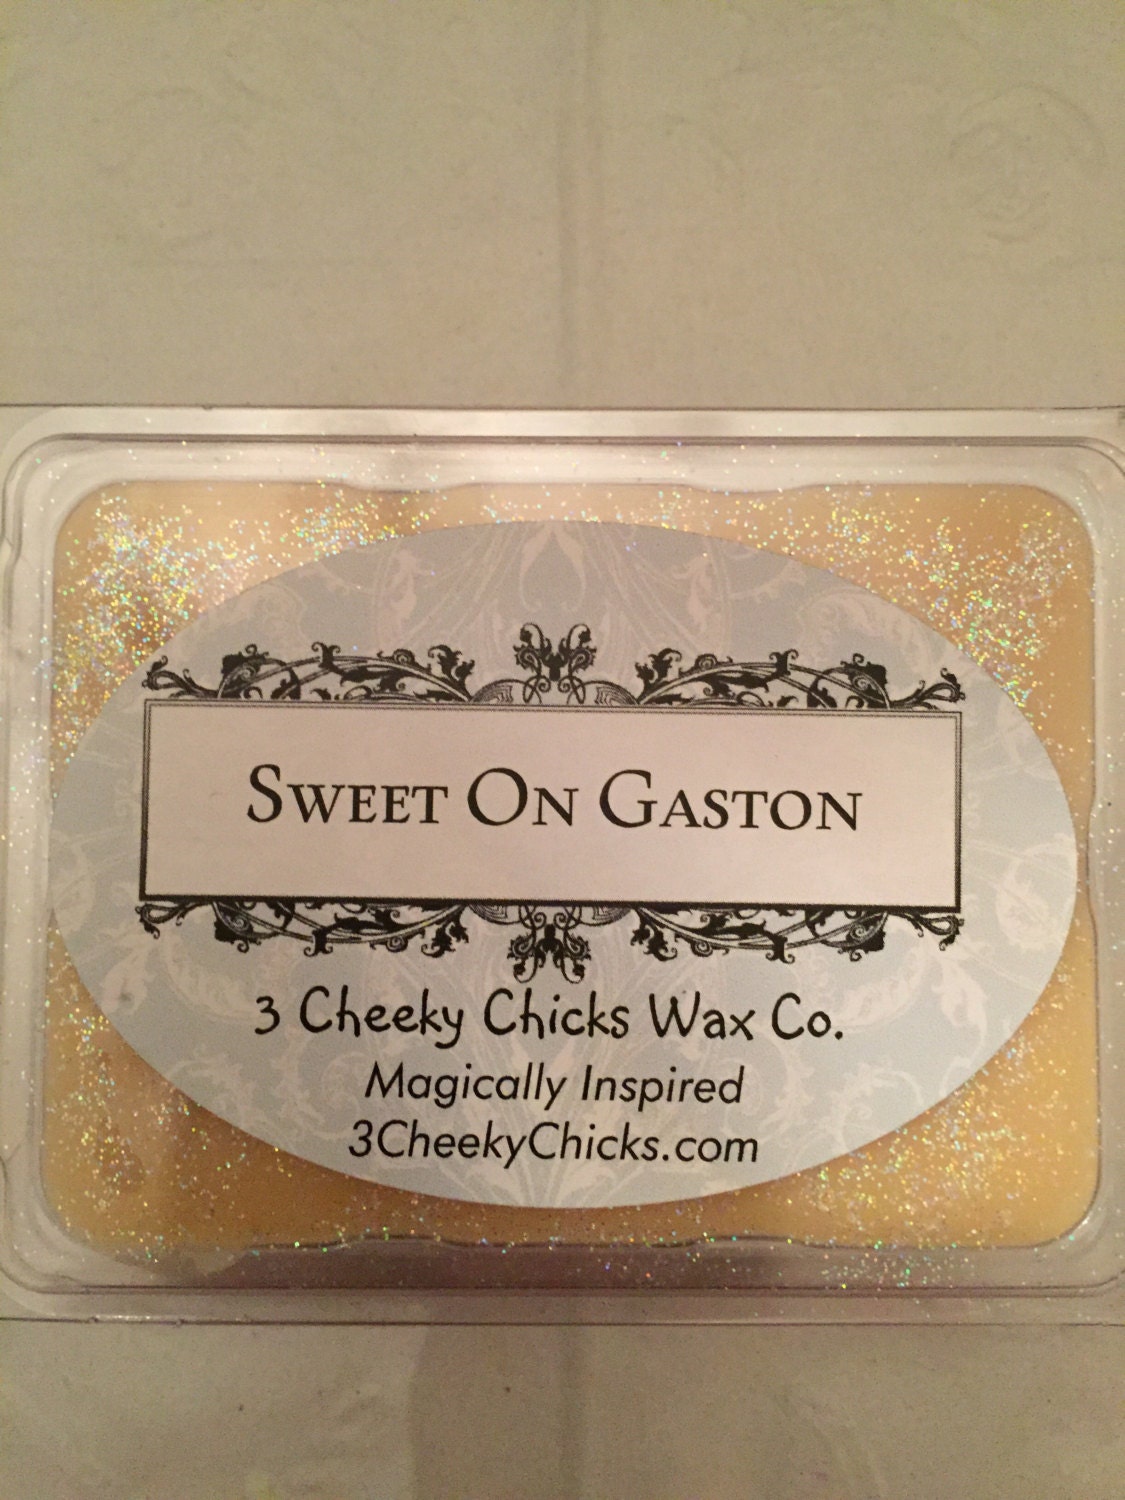 Sweet On Gaston
3 Cheeky Chicks Wax Co.
Magically Inspired
3CheekyChicks.com